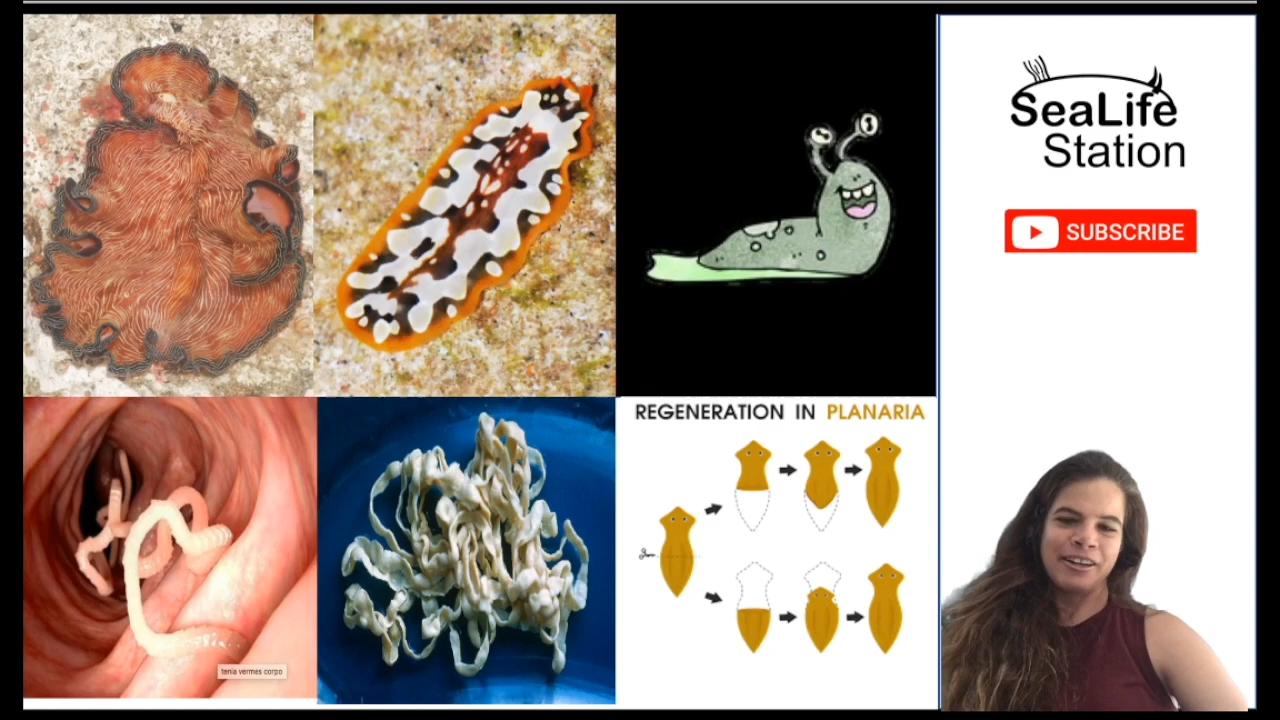 SeaLife
Station
SUBSCRIBE
REGENERATION IN PLANARIA
tenia vermes corpo